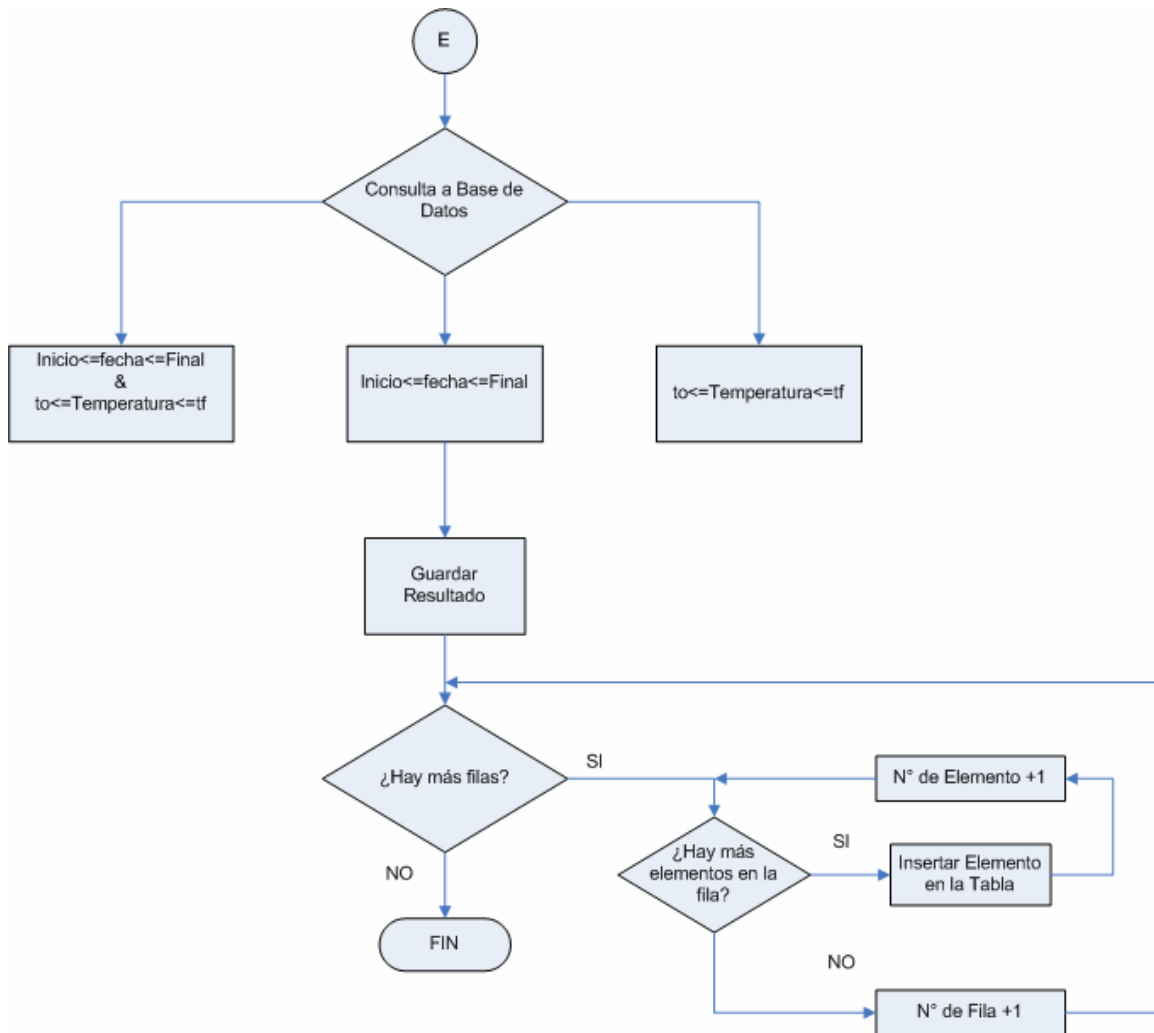 E
Consulta a Base de
Datos
Inicio<=fecha<=Final
&
to<=Temperatura<=tf
Inicio<=fecha<=Final
to<=Temperatura<=tf
Guardar
Resultado
¿Hay más filas?
SI
N° de Elemento +1
¿Hay más
elementos en la
fila?
SI
Insertar Elemento
en la Tabla
NO
FIN
NO
N° de Fila +1